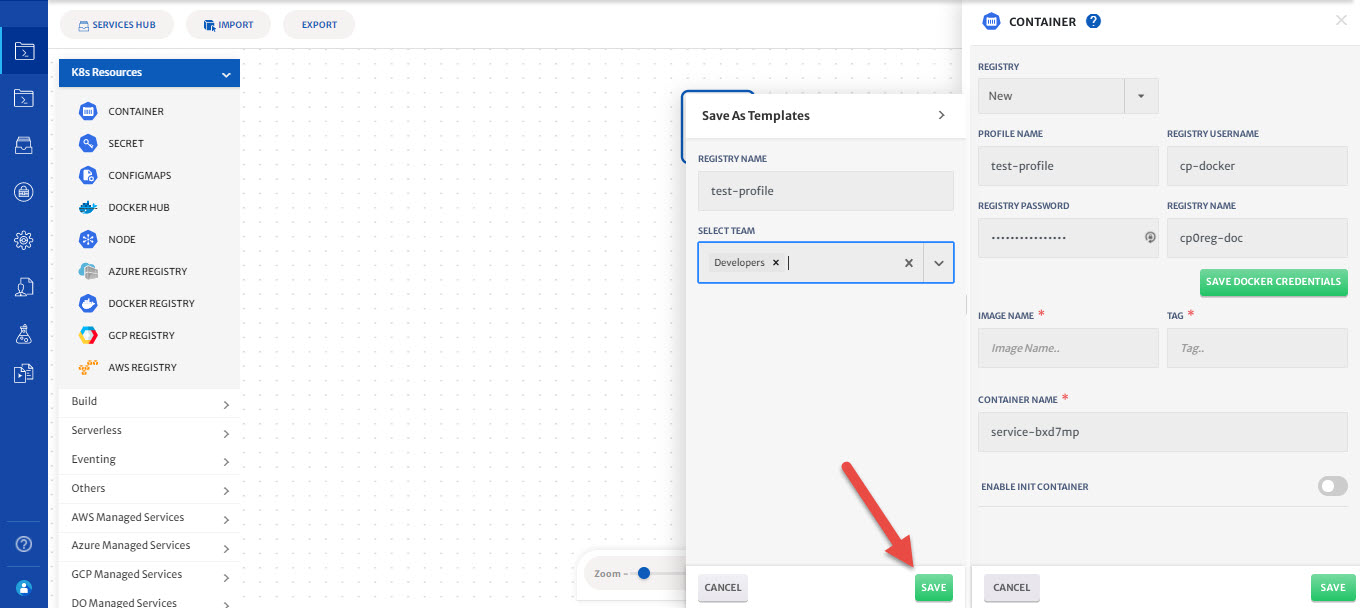 SERVICES HUB
IMPORT
EXPORT
K8s Resources
CONTAINER
SECRET
CONFIGMAPS
DOCKER HUB
NODE
AZURE REGISTRY
DOCKER REGISTRY
GCP REGISTRY
AWS REGISTRY
Build
Serverless
Eventing
Others
AWS Managed Services
Azure Managed Services
GCP Managed Services
DO Managed Services
Zoom -
Save As Templates
REGISTRY NAME
test-profile
SELECT TEAM
Developers
CANCEL
SAVE
CONTAINER
REGISTRY
New
PROFILE NAME
REGISTRY USERNAME
test-profile
cp-docker
REGISTRY PASSWORD
REGISTRY NAME
••••••••••••••••
cp0reg-doc
SAVE DOCKER CREDENTIALS
IMAGE NAME *
TAG *
Image Name..
Tag..
CONTAINER NAME *
service-bxd7mp
ENABLE INIT CONTAINER
CANCEL
SAVE